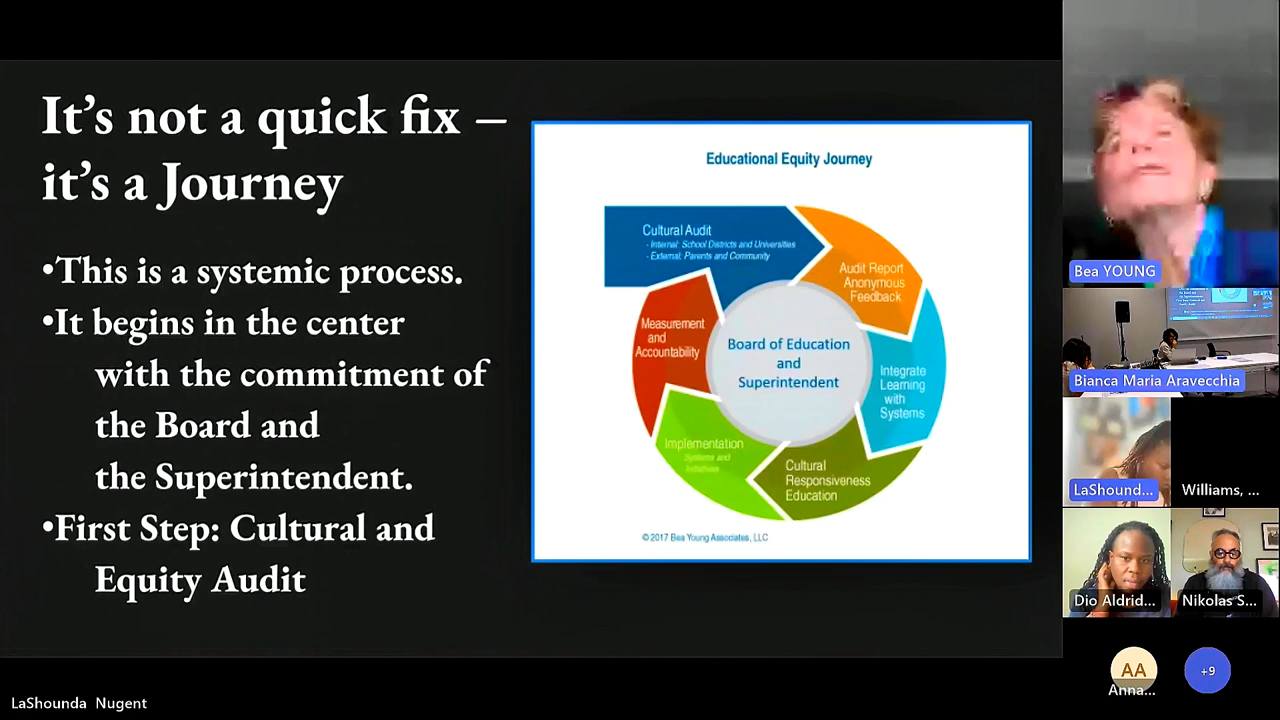 It's not a quick fix –
it's a Journey
•This is a systemic process.
•It begins in the center
with the commitment of
the Board and
the Superintendent.
•First Step: Cultural and
Equity Audit
Educational Equity Journey
Cultural Audit
- Internal: School Districts and Universities
- External: Parents and Community
Audit Report
Anonymous
Feedback
Integrate
Learning
with
Systems
Cultural
Responsiveness
Education
Implementation
Systems and
Initiatives
Measurement
and
Accountability
Board of Education
and
Superintendent
© 2017 Bea Young Associates, LLC
Bea YOUNG
Bianca Maria Aravecchia
LaShound...
Williams, ...
Dio Aldrid...
Nikolas S...
AA
Anna...
+9
LaShounda Nugent